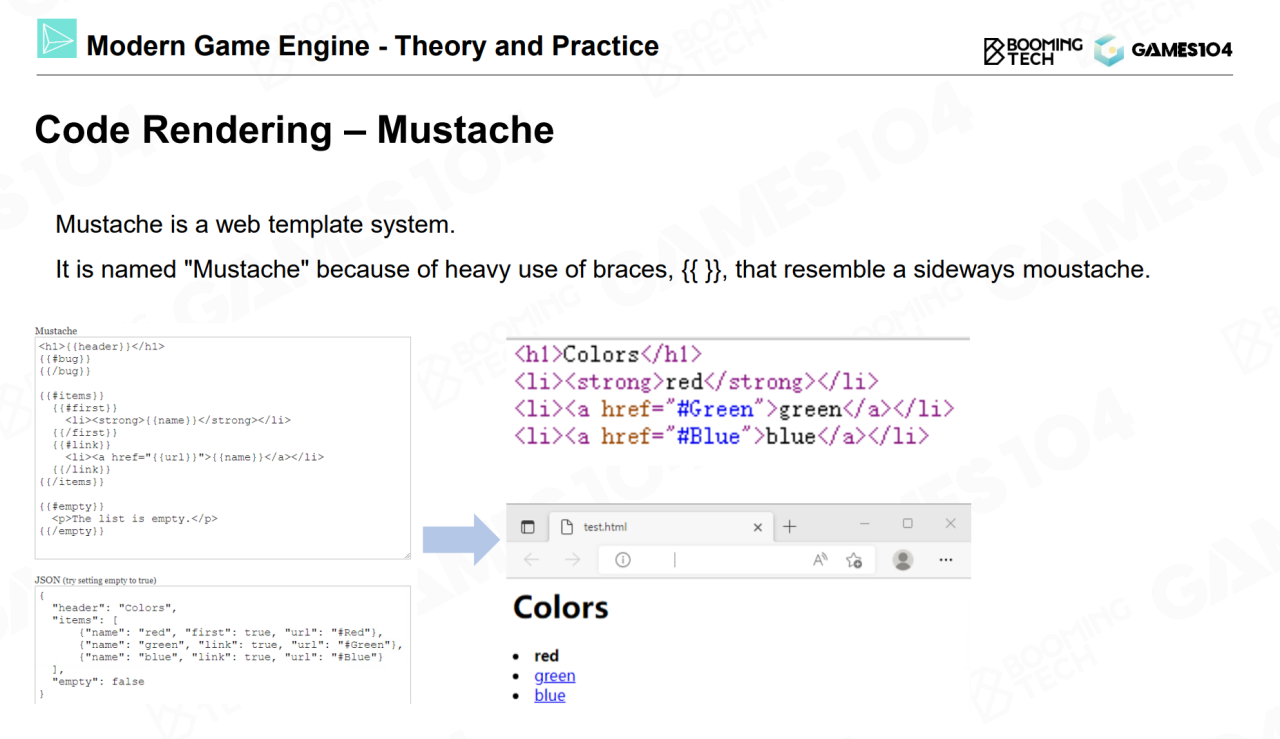 Modern Game Engine - Theory and Practice
BOOMING
TECH
GAMES104
Code Rendering – Mustache
Mustache is a web template system.
It is named "Mustache" because of heavy use of braces, {{ }}, that resemble a sideways moustache.
Mustache
<h1>{{header}}</h1>
{{#bug}}
{{/bug}}
{{#items}}
{{#first}}
<li><strong>{{name}}</strong></li>
{{/first}}
{{#link}}
<li><a href="{{url}}">{{name}}</a></li>
{{/link}}
{{/items}}
{{#empty}}
<p>The list is empty.</p>
{{/empty}}
JSON (try setting empty to true)
{
"header": "Colors",
"items": [
{"name": "red", "first": true, "url": "#Red"},
{"name": "green", "link": true, "url": "#Green"},
{"name": "blue", "link": true, "url": "#Blue"}
],
"empty": false
}
<h1>Colors</h1>
<li><strong>red</strong></li>
<li><a href="#Green">green</a></li>
<li><a href="#Blue">blue</a></li>
test.html
Colors
red
green
blue